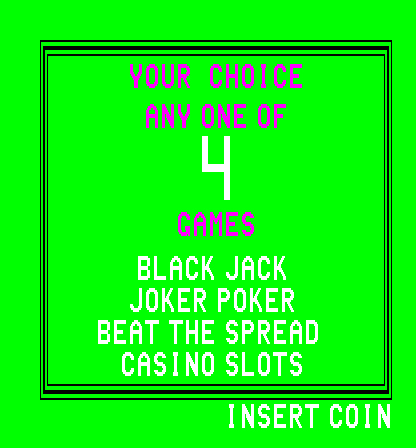 YOUR CHOICE
ANY ONE OF
4
GAMES
BLACK JACK
JOKER POKER
BEAT THE SPREAD
CASINO SLOTS
INSERT COIN